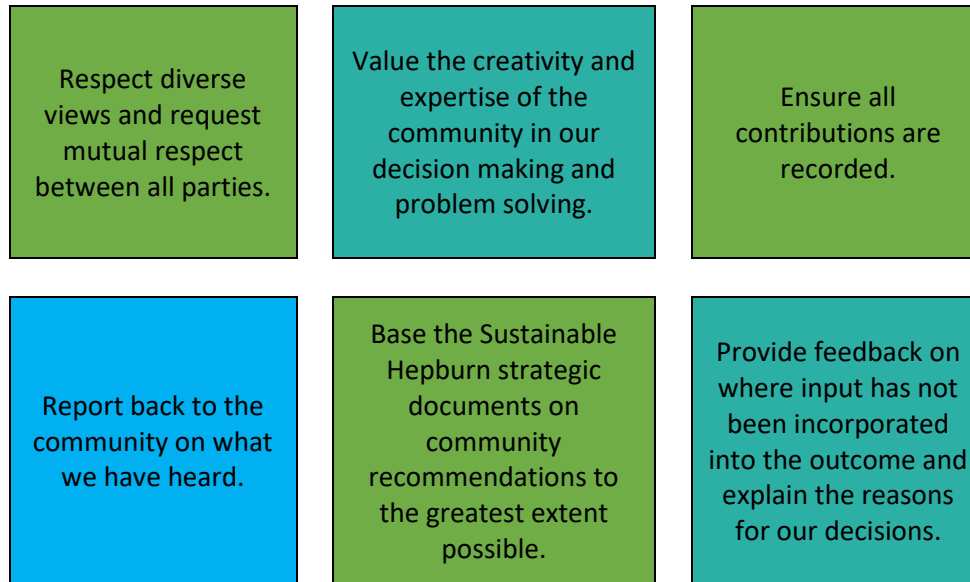 Respect diverse
views and request
mutual respect
between all parties.
Value the creativity and
expertise of the
community in our
decision making and
problem solving.
Ensure all
contributions are
recorded.
Report back to the
community on what
we have heard.
Base the Sustainable
Hepburn strategic
documents on
community
recommendations to
the greatest extent
possible.
Provide feedback on
where input has not
been incorporated
into the outcome and
explain the reasons
for our decisions.